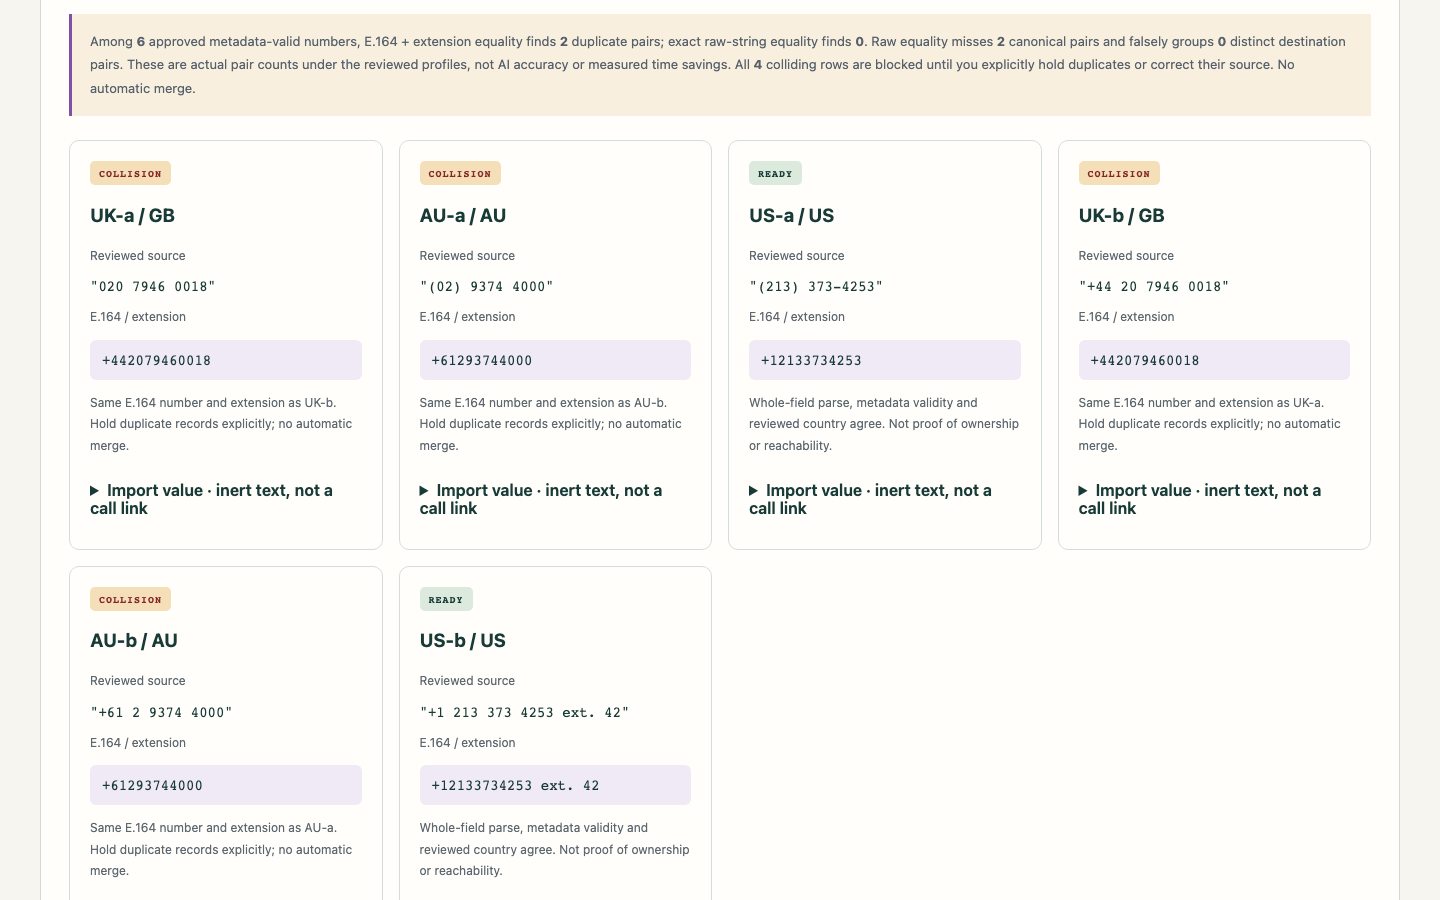 Among 6 approved metadata-valid numbers, E.164 + extension equality finds 2 duplicate pairs; exact raw-string equality finds 0. Raw equality misses 2 canonical pairs and falsely groups 0 distinct destination
pairs. These are actual pair counts under the reviewed profiles, not AI accuracy or measured time savings. All 4 colliding rows are blocked until you explicitly hold duplicates or correct their source. No
automatic merge.
COLLISION
UK-a / GB
Reviewed source
"020 7946 0018"
E.164 / extension
+442079460018
Same E.164 number and extension as UK-b.
Hold duplicate records explicitly; no automatic
merge.
▶ Import value · inert text, not a
call link
COLLISION
AU-a / AU
Reviewed source
"(02) 9374 4000"
E.164 / extension
+61293744000
Same E.164 number and extension as AU-b.
Hold duplicate records explicitly; no automatic
merge.
▶ Import value · inert text, not a
call link
READY
US-a / US
Reviewed source
"(213) 373-4253"
E.164 / extension
+12133734253
Whole-field parse, metadata validity and
reviewed country agree. Not proof of ownership
or reachability.
▶ Import value · inert text, not a
call link
COLLISION
UK-b / GB
Reviewed source
"+44 20 7946 0018"
E.164 / extension
+442079460018
Same E.164 number and extension as UK-a.
Hold duplicate records explicitly; no automatic
merge.
▶ Import value · inert text, not a
call link
COLLISION
AU-b / AU
Reviewed source
"+61 2 9374 4000"
E.164 / extension
+61293744000
Same E.164 number and extension as AU-a.
Hold duplicate records explicitly; no automatic
merge.
READY
US-b / US
Reviewed source
"+1 213 373 4253 ext. 42"
E.164 / extension
+12133734253 ext. 42
Whole-field parse, metadata validity and
reviewed country agree. Not proof of ownership
or reachability.